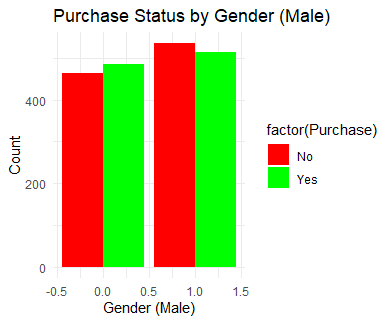 Purchase Status by Gender (Male)
Count
400
200
0
-0.5 0.0 0.5 1.0 1.5
Gender (Male)
factor(Purchase)
No
Yes